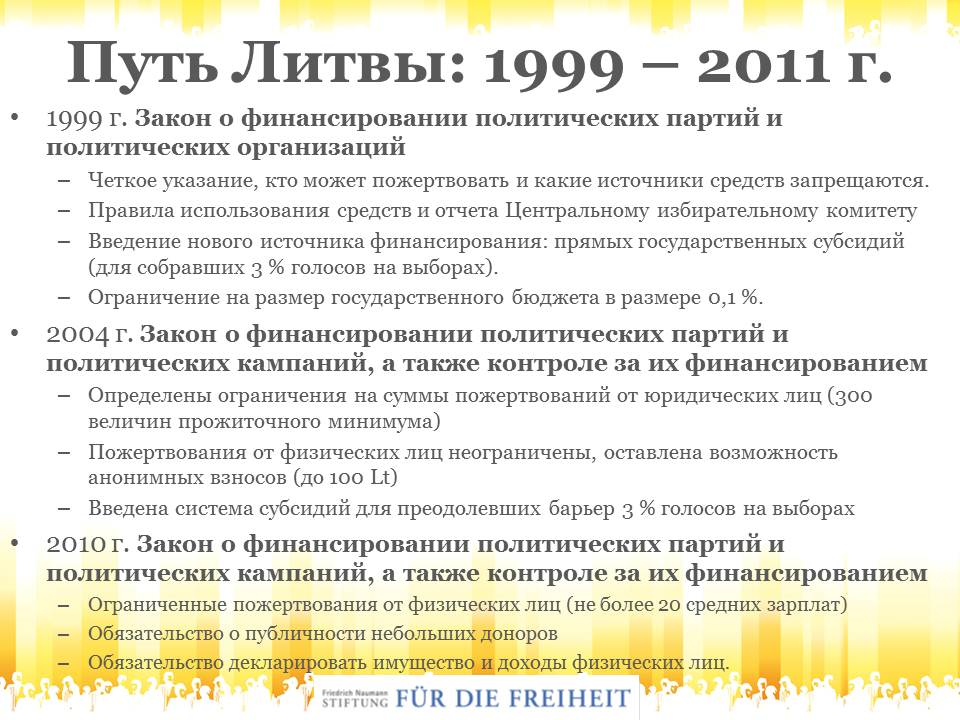 Путь Литвы: 1999 – 2011 г.
• 1999 г. Закон о финансировании политических партий и
политических организаций
– Четкое указание, кто может пожертвовать и какие источники средств запрещаются.
– Правила использования средств и отчета Центральному избирательному комитету
– Введение нового источника финансирования: прямых государственных субсидий
(для собравших 3 % голосов на выборах).
– Ограничение на размер государственного бюджета в размере 0,1 %.
• 2004 г. Закон о финансировании политических партий и
политических кампаний, а также контроле за их финансированием
– Определены ограничения на суммы пожертвований от юридических лиц (300
величин прожиточного минимума)
– Пожертвования от физических лиц неограничены, оставлена возможность
анонимных взносов (до 100 Lt)
– Введена система субсидий для преодолевших барьер 3 % голосов на выборах
• 2010 г. Закон о финансировании политических партий и
политических кампаний, а также контроле за их финансированием
– Ограниченные пожертвования от физических лиц (не более 20 средних зарплат)
– Обязательство о публичности небольших доноров
– Обязательство декларировать имущество и доходы физических лиц.
Friedrich Naumann
STIFTUNG FÜR DIE FREIHEIT